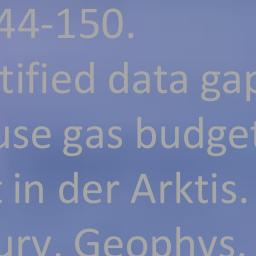 44-150.
tified data gap
use gas budget
t in der Arktis.
ury. Geophys.